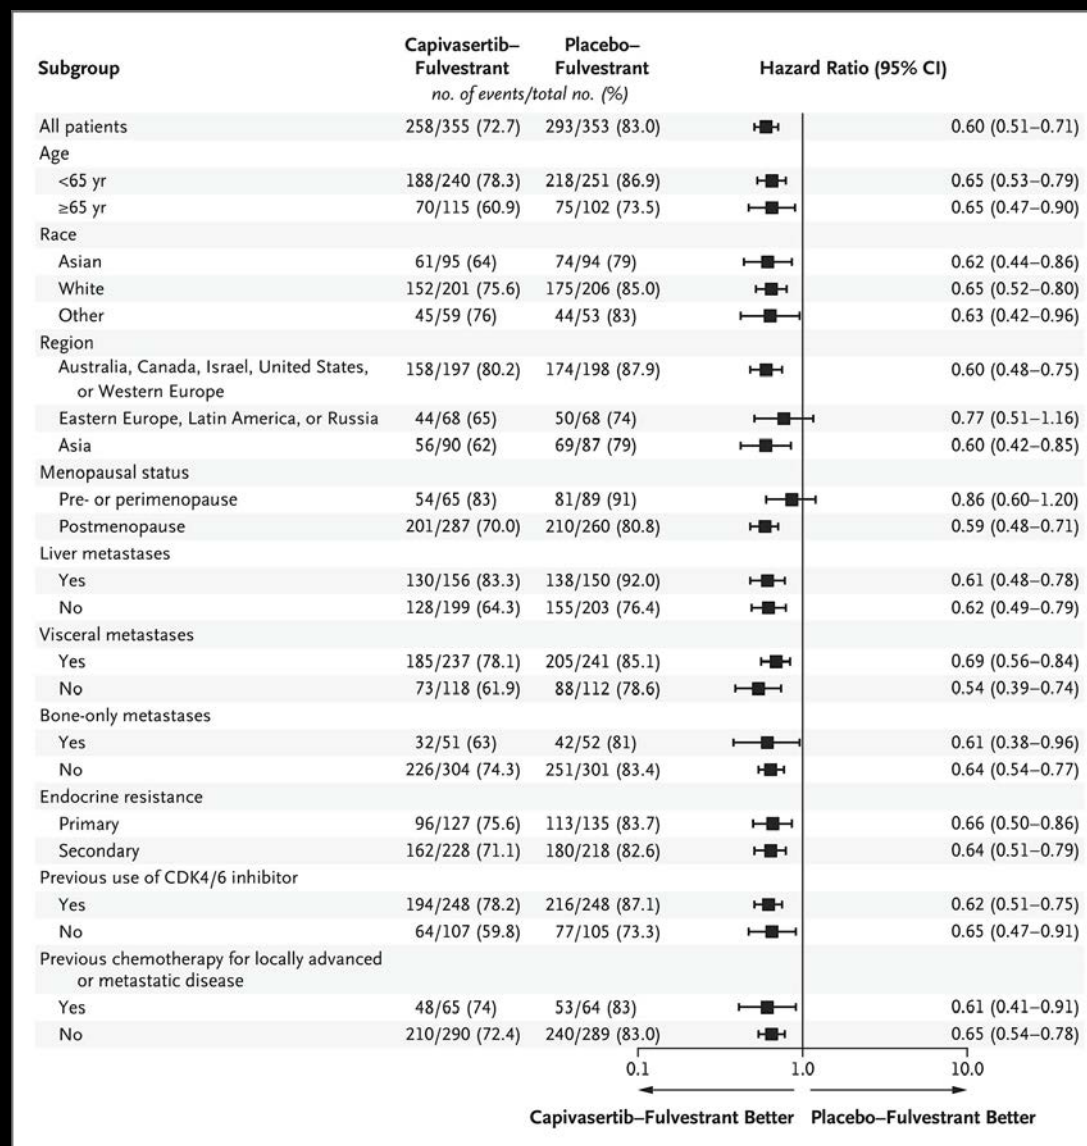 Subgroup Capivasertib– Fulvestrant Placebo– Fulvestrant Hazard Ratio (95% CI)
no. of events/total no. (%)
All patients 258/355 (72.7) 293/353 (83.0) 0.60 (0.51–0.71)
Age
<65 yr 188/240 (78.3) 218/251 (86.9) 0.65 (0.53–0.79)
≥65 yr 70/115 (60.9) 75/102 (73.5) 0.65 (0.47–0.90)
Race
Asian 61/95 (64) 74/94 (79) 0.62 (0.44–0.86)
White 152/201 (75.6) 175/206 (85.0) 0.65 (0.52–0.80)
Other 45/59 (76) 44/53 (83) 0.63 (0.42–0.96)
Region
Australia, Canada, Israel, United States, 158/197 (80.2) 174/198 (87.9) 0.60 (0.48–0.75)
or Western Europe
Eastern Europe, Latin America, or Russia 44/68 (65) 50/68 (74) 0.77 (0.51–1.16)
Asia 56/90 (62) 69/87 (79) 0.60 (0.42–0.85)
Menopausal status
Pre- or perimenopause 54/65 (83) 81/89 (91) 0.86 (0.60–1.20)
Postmenopause 201/287 (70.0) 210/260 (80.8) 0.59 (0.48–0.71)
Liver metastases
Yes 130/156 (83.3) 138/150 (92.0) 0.61 (0.48–0.78)
No 128/199 (64.3) 155/203 (76.4) 0.62 (0.49–0.79)
Visceral metastases
Yes 185/237 (78.1) 205/241 (85.1) 0.69 (0.56–0.84)
No 73/118 (61.9) 88/112 (78.6) 0.54 (0.39–0.74)
Bone-only metastases
Yes 32/51 (63) 42/52 (81) 0.61 (0.38–0.96)
No 226/304 (74.3) 251/301 (83.4) 0.64 (0.54–0.77)
Endocrine resistance
Primary 96/127 (75.6) 113/135 (83.7) 0.66 (0.50–0.86)
Secondary 162/228 (71.1) 180/218 (82.6) 0.64 (0.51–0.79)
Previous use of CDK4/6 inhibitor
Yes 194/248 (78.2) 216/248 (87.1) 0.62 (0.51–0.75)
No 64/107 (59.8) 77/105 (73.3) 0.65 (0.47–0.91)
Previous chemotherapy for locally advanced
or metastatic disease
Yes 48/65 (74) 53/64 (83) 0.61 (0.41–0.91)
No 210/290 (72.4) 240/289 (83.0) 0.65 (0.54–0.78)
0.1 1.0 10.0
Capivasertib–Fulvestrant Better Placebo–Fulvestrant Better